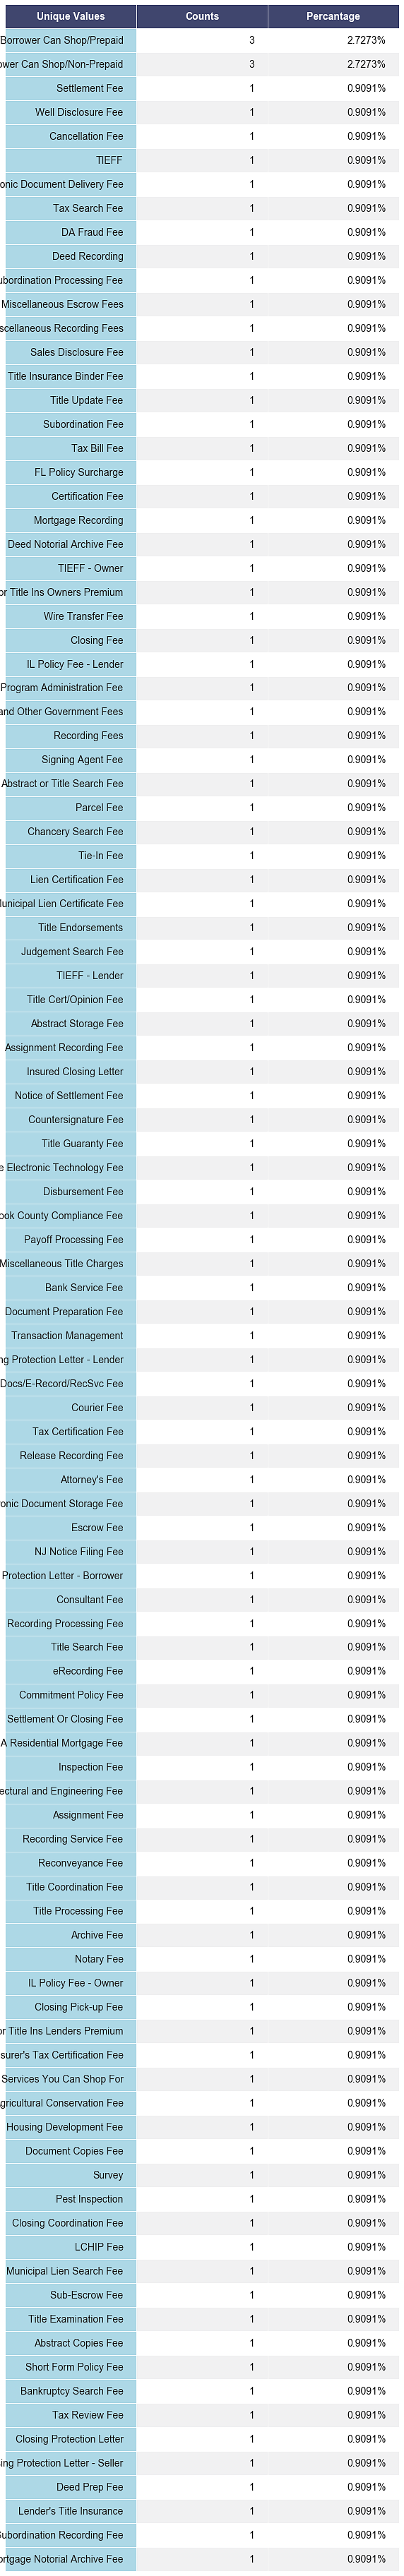 Unique Values Counts Percentage
Borrower Can Shop/Prepaid 3 2.7273%
Can Shop/Non-Prepaid 3 2.7273%
Settlement Fee 1 0.9091%
Well Disclosure Fee 1 0.9091%
Cancellation Fee 1 0.9091%
TIEFF 1 0.9091%
Document Delivery Fee 1 0.9091%
Tax Search Fee 1 0.9091%
DA Fraud Fee 1 0.9091%
Deed Recording 1 0.9091%
Processing Fee 1 0.9091%
Miscellaneous Escrow Fees 1 0.9091%
Recording Fees 1 0.9091%
Sales Disclosure Fee 1 0.9091%
Title Insurance Binder Fee 1 0.9091%
Title Update Fee 1 0.9091%
Subordination Fee 1 0.9091%
Tax Bill Fee 1 0.9091%
FL Policy Surcharge 1 0.9091%
Certification Fee 1 0.9091%
Mortgage Recording 1 0.9091%
Deed Notorial Archive Fee 1 0.9091%
TIEFF - Owner 1 0.9091%
or Title Ins Owners Premium 1 0.9091%
Wire Transfer Fee 1 0.9091%
Closing Fee 1 0.9091%
IL Policy Fee - Lender 1 0.9091%
Program Administration Fee 1 0.9091%
and Other Government Fees 1 0.9091%
Recording Fees 1 0.9091%
Signing Agent Fee 1 0.9091%
Abstract or Title Search Fee 1 0.9091%
Parcel Fee 1 0.9091%
Chancery Search Fee 1 0.9091%
Tie-In Fee 1 0.9091%
Lien Certification Fee 1 0.9091%
Lien Certificate Fee 1 0.9091%
Title Endorsements 1 0.9091%
Judgement Search Fee 1 0.9091%
TIEFF - Lender 1 0.9091%
Title Cert/Opinion Fee 1 0.9091%
Abstract Storage Fee 1 0.9091%
Assignment Recording Fee 1 0.9091%
Insured Closing Letter 1 0.9091%
Notice of Settlement Fee 1 0.9091%
Countersignature Fee 1 0.9091%
Title Guaranty Fee 1 0.9091%
Electronic Technology Fee 1 0.9091%
Disbursement Fee 1 0.9091%
County Compliance Fee 1 0.9091%
Payoff Processing Fee 1 0.9091%
Miscellaneous Title Charges 1 0.9091%
Bank Service Fee 1 0.9091%
Document Preparation Fee 1 0.9091%
Transaction Management 1 0.9091%
Protection Letter - Lender 1 0.9091%
Docs/E-Record/RecSvc Fee 1 0.9091%
Courier Fee 1 0.9091%
Tax Certification Fee 1 0.9091%
Release Recording Fee 1 0.9091%
Attorney's Fee 1 0.9091%
Document Storage Fee 1 0.9091%
Escrow Fee 1 0.9091%
NJ Notice Filing Fee 1 0.9091%
Protection Letter - Borrower 1 0.9091%
Consultant Fee 1 0.9091%
Recording Processing Fee 1 0.9091%
Title Search Fee 1 0.9091%
eRecording Fee 1 0.9091%
Commitment Policy Fee 1 0.9091%
Settlement Or Closing Fee 1 0.9091%
A Residential Mortgage Fee 1 0.9091%
Inspection Fee 1 0.9091%
and Engineering Fee 1 0.9091%
Assignment Fee 1 0.9091%
Recording Service Fee 1 0.9091%
Reconveyance Fee 1 0.9091%
Title Coordination Fee 1 0.9091%
Title Processing Fee 1 0.9091%
Archive Fee 1 0.9091%
Notary Fee 1 0.9091%
IL Policy Fee - Owner 1 0.9091%
Closing Pick-up Fee 1 0.9091%
or Title Ins Lenders Premium 1 0.9091%
Tax Certification Fee 1 0.9091%
Services You Can Shop For 1 0.9091%
Conservation Fee 1 0.9091%
Housing Development Fee 1 0.9091%
Document Copies Fee 1 0.9091%
Survey 1 0.9091%
Pest Inspection 1 0.9091%
Closing Coordination Fee 1 0.9091%
LCHIP Fee 1 0.9091%
Municipal Lien Search Fee 1 0.9091%
Sub-Escrow Fee 1 0.9091%
Title Examination Fee 1 0.9091%
Abstract Copies Fee 1 0.9091%
Short Form Policy Fee 1 0.9091%
Bankruptcy Search Fee 1 0.9091%
Tax Review Fee 1 0.9091%
Closing Protection Letter 1 0.9091%
Protection Letter - Seller 1 0.9091%
Deed Prep Fee 1 0.9091%
Lender's Title Insurance 1 0.9091%
Recording Fee 1 0.9091%
Notorial Archive Fee 1 0.9091%